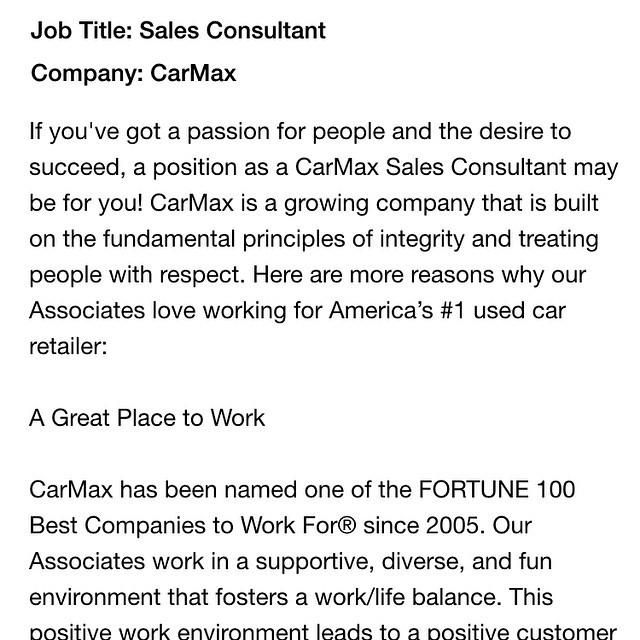 Job Title: Sales Consultant
Company: CarMax
If you've got a passion for people and the desire to
succeed, a position as a CarMax Sales Consultant may
be for you! CarMax is a growing company that is built
on the fundamental principles of integrity and treating
people with respect. Here are more reasons why our
Associates love working for America’s #1 used car
retailer:
A Great Place to Work
CarMax has been named one of the FORTUNE 100
Best Companies to Work For® since 2005. Our
Associates work in a supportive, diverse, and fun
environment that fosters a work/life balance. This
positive work environment leads to a positive customer